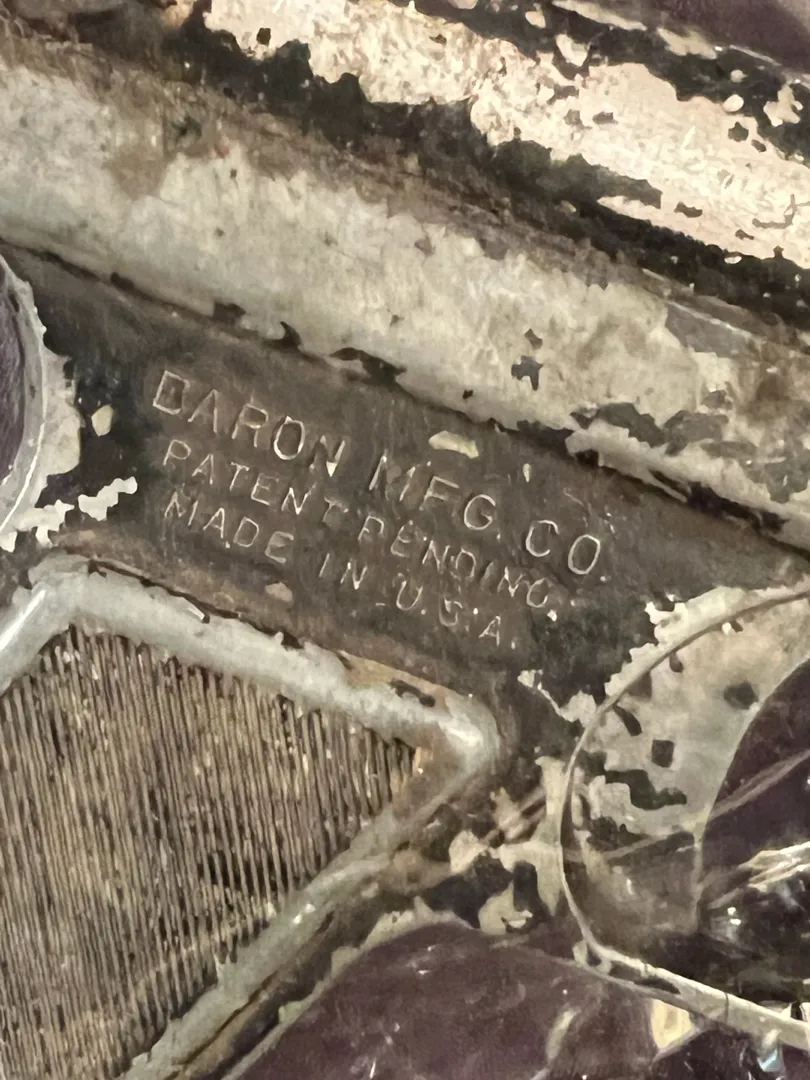 BARON MFG. CO.
PATENT PENDING.
MADE IN U.S.A.